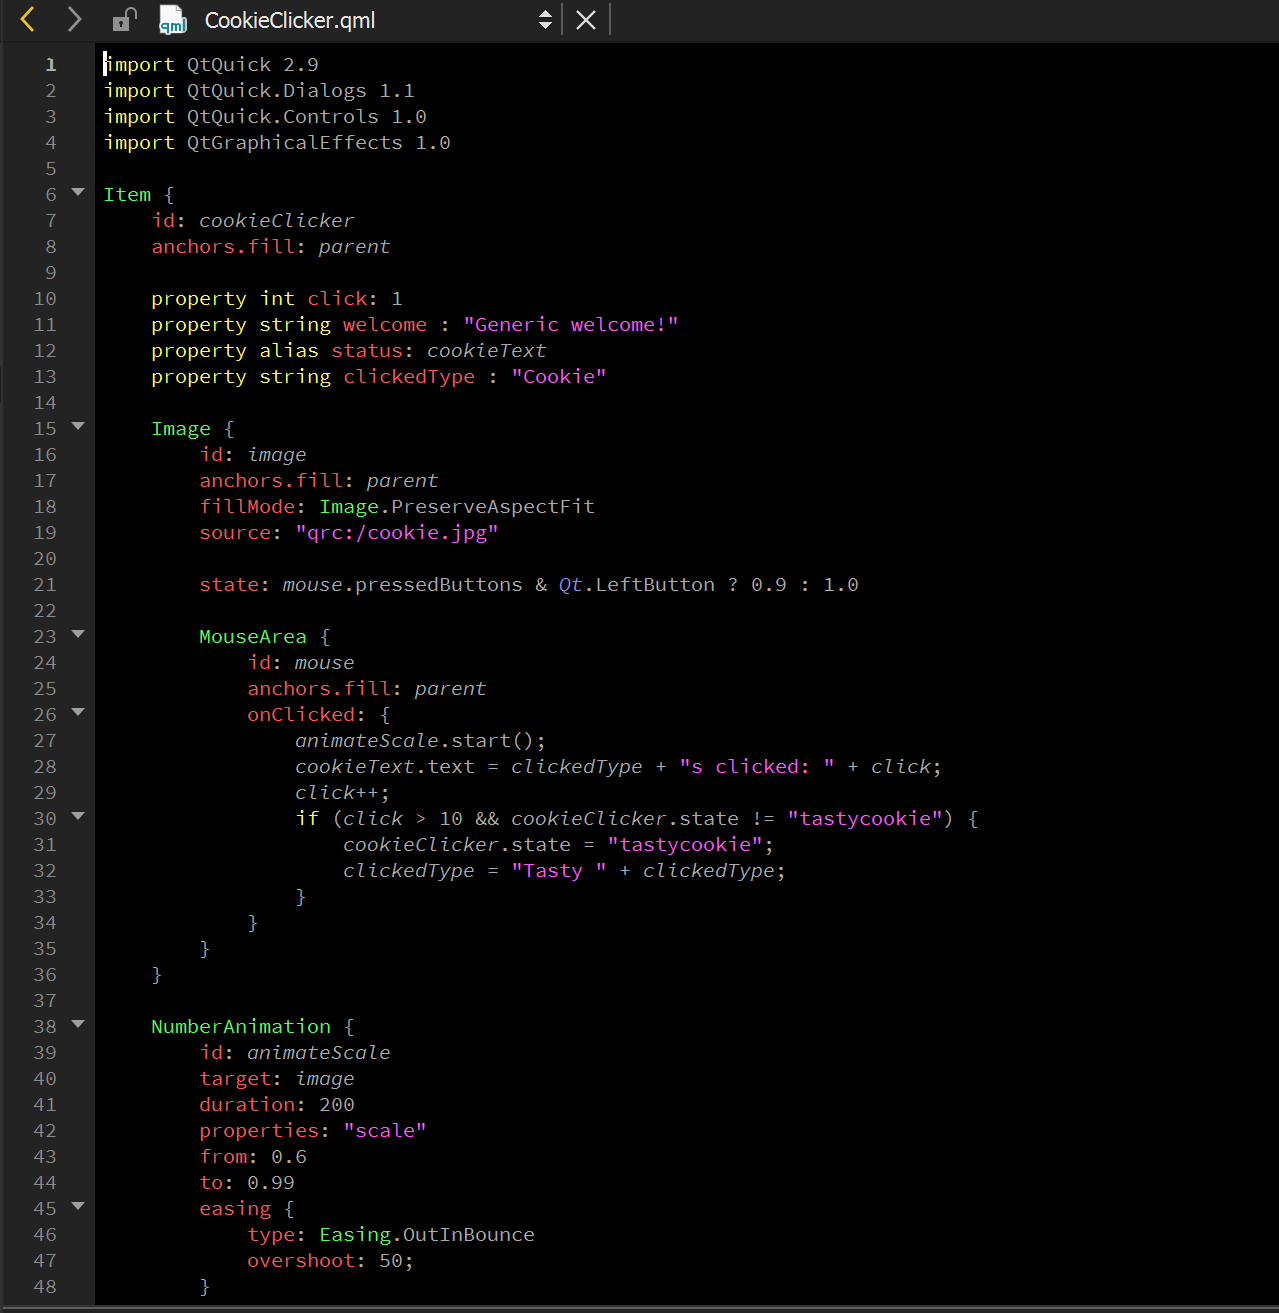 qml CookieClicker.qml
1 import QtQuick 2.9
2 import QtQuick.Dialogs 1.1
3 import QtQuick.Controls 1.0
4 import QtGraphicalEffects 1.0
5
6 Item {
7     id: cookieClicker
8     anchors.fill: parent
9
10     property int click: 1
11     property string welcome : "Generic welcome!"
12     property alias status: cookieText
13     property string clickedType : "Cookie"
14
15     Image {
16         id: image
17         anchors.fill: parent
18         fillMode: Image.PreserveAspectFit
19         source: "qrc:/cookie.jpg"
20
21         state: mouse.pressedButtons & Qt.LeftButton ? 0.9 : 1.0
22
23         MouseArea {
24             id: mouse
25             anchors.fill: parent
26             onClicked: {
27                 animateScale.start();
28                 cookieText.text = clickedType + "s clicked: " + click;
29                 click++;
30                 if (click > 10 && cookieClicker.state != "tastycookie") {
31                     cookieClicker.state = "tastycookie";
32                     clickedType = "Tasty " + clickedType;
33                 }
34             }
35         }
36     }
37
38     NumberAnimation {
39         id: animateScale
40         target: image
41         duration: 200
42         properties: "scale"
43         from: 0.6
44         to: 0.99
45         easing {
46             type: Easing.OutInBounce
47             overshoot: 50;
48         }